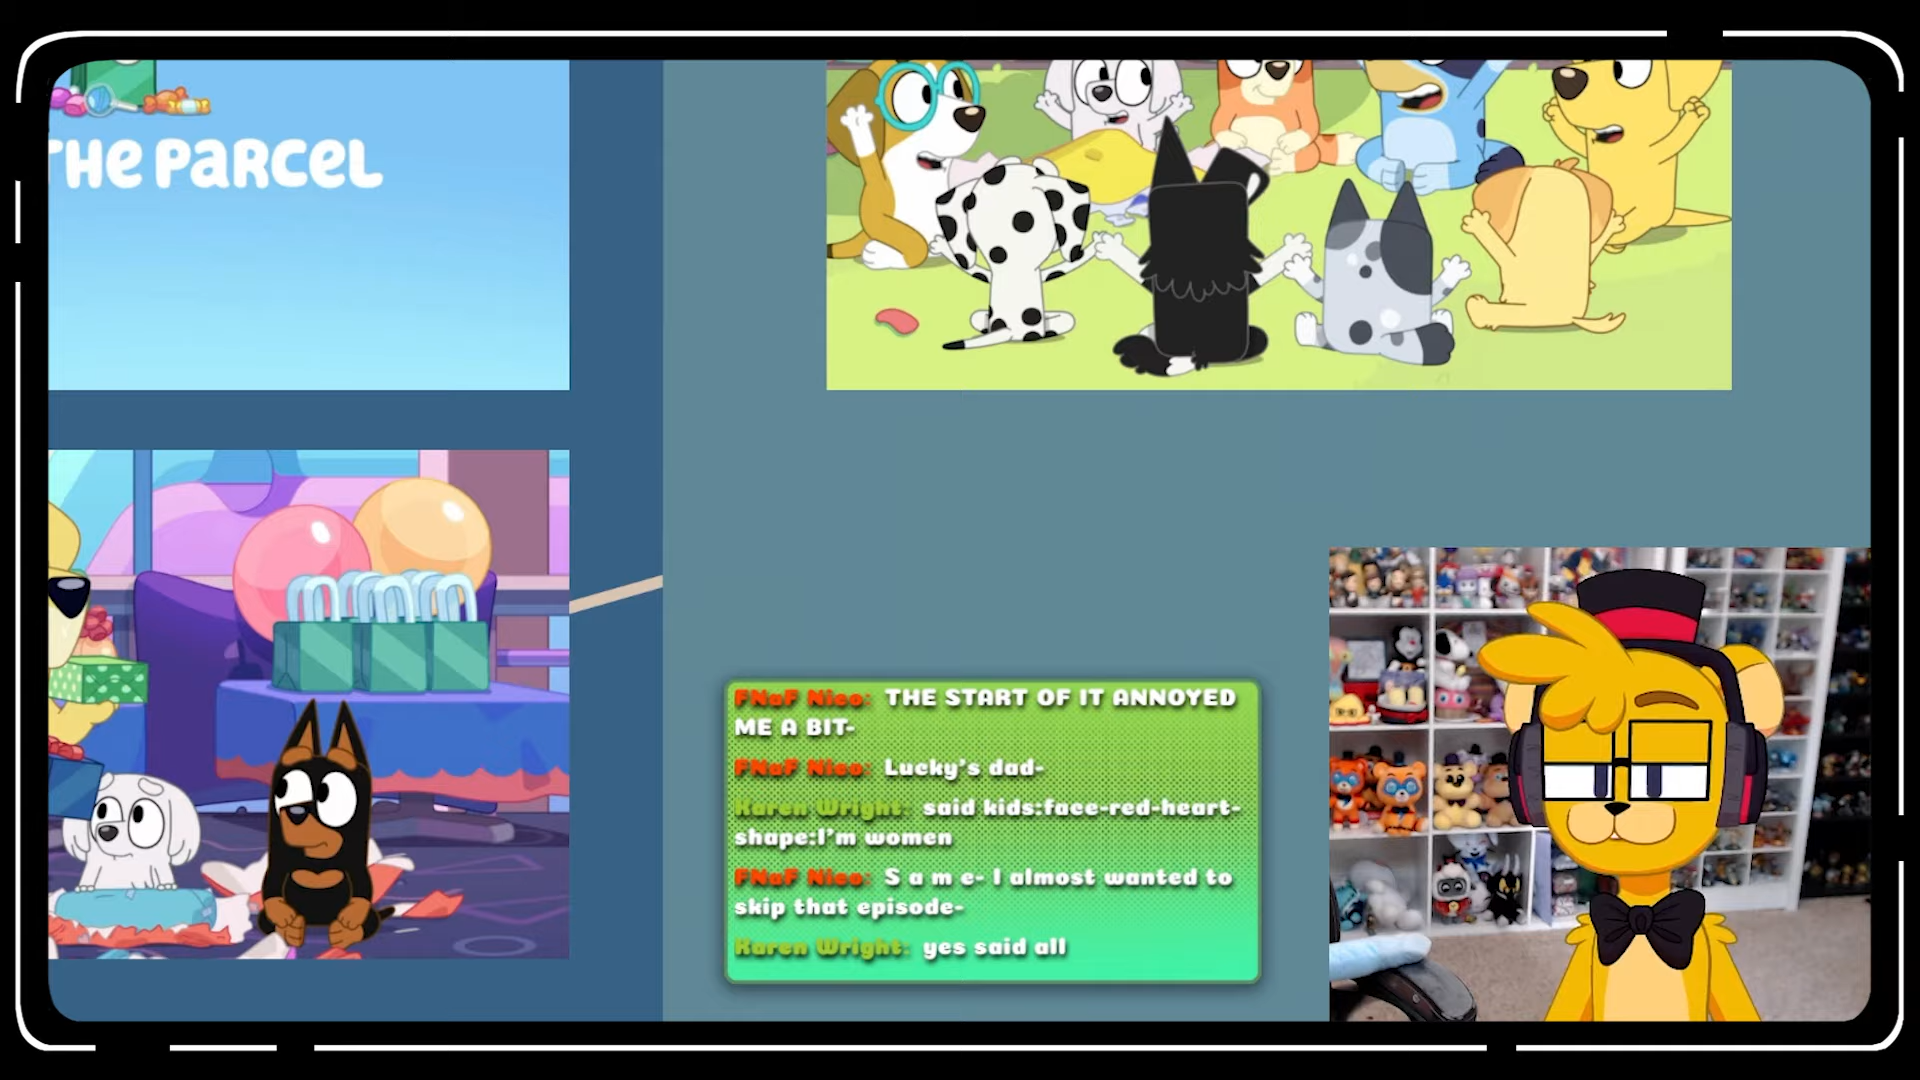 THE PARCEL
FNaF Nico: THE START OF IT ANNOYED
ME A BIT-
FNaF Nico: Lucky's dad-
Karen Wright: said kids:face-red-heart-
shape:I'm women
FNaF Nico: S a m e- I almost wanted to
skip that episode-
Karen Wright: yes said all